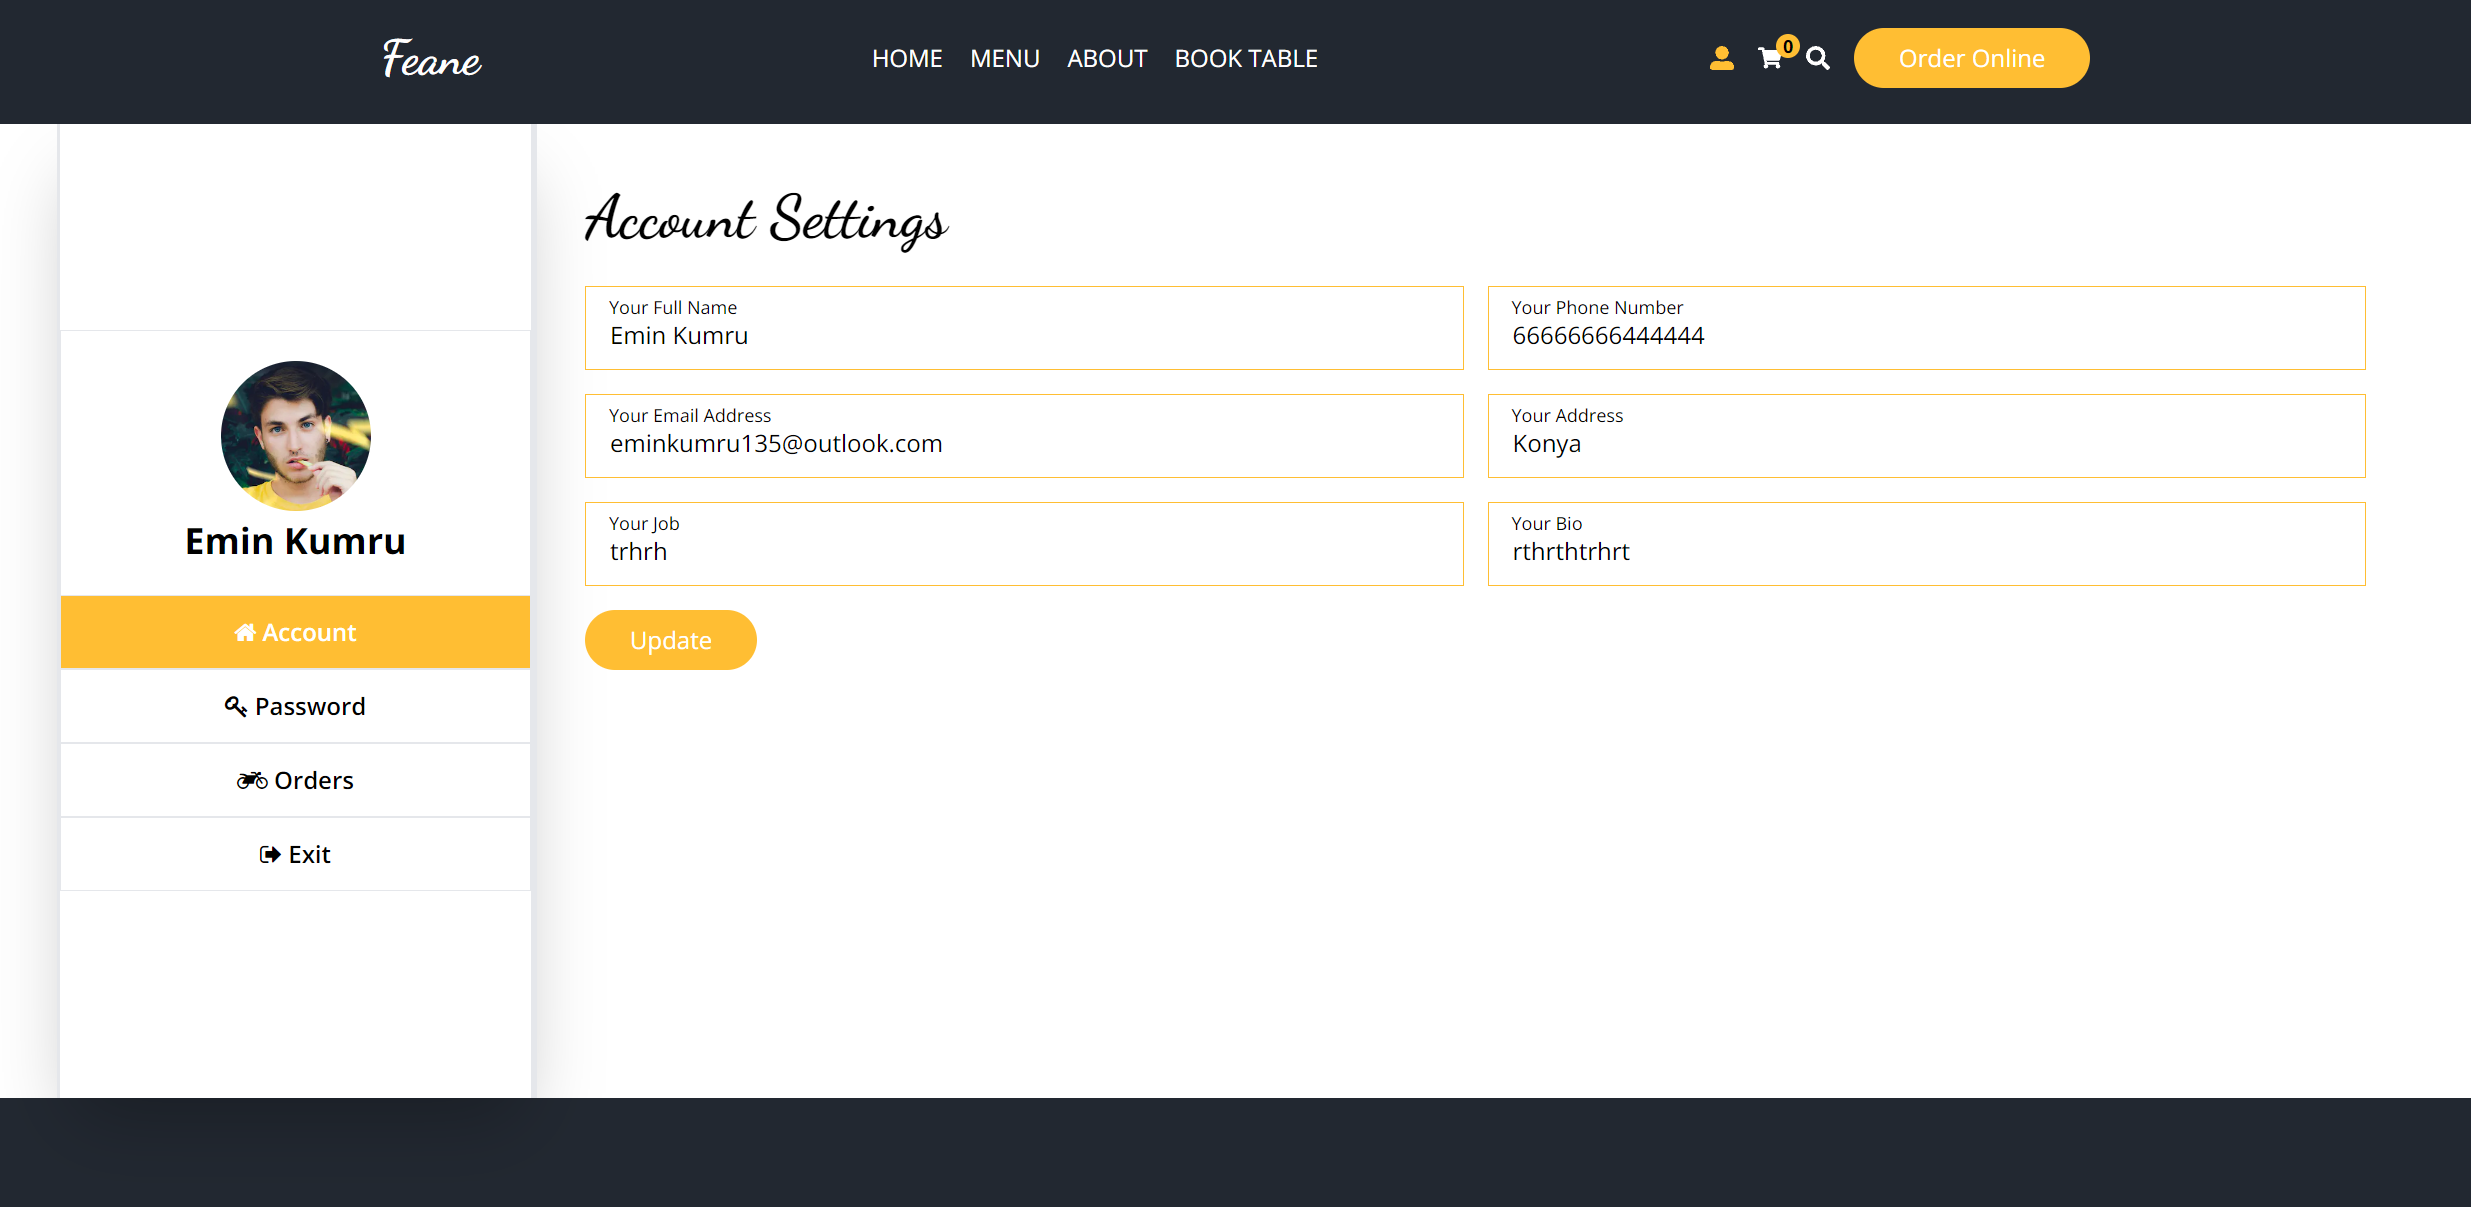 Feane
HOME MENU ABOUT BOOK TABLE
0
Order Online
Emin Kumru
Account
Password
Orders
Exit
Account Settings
Your Full Name
Emin Kumru
Your Phone Number
66666666444444
Your Email Address
eminkumru135@outlook.com
Your Address
Konya
Your Job
trhrh
Your Bio
rthrthtrhrt
Update